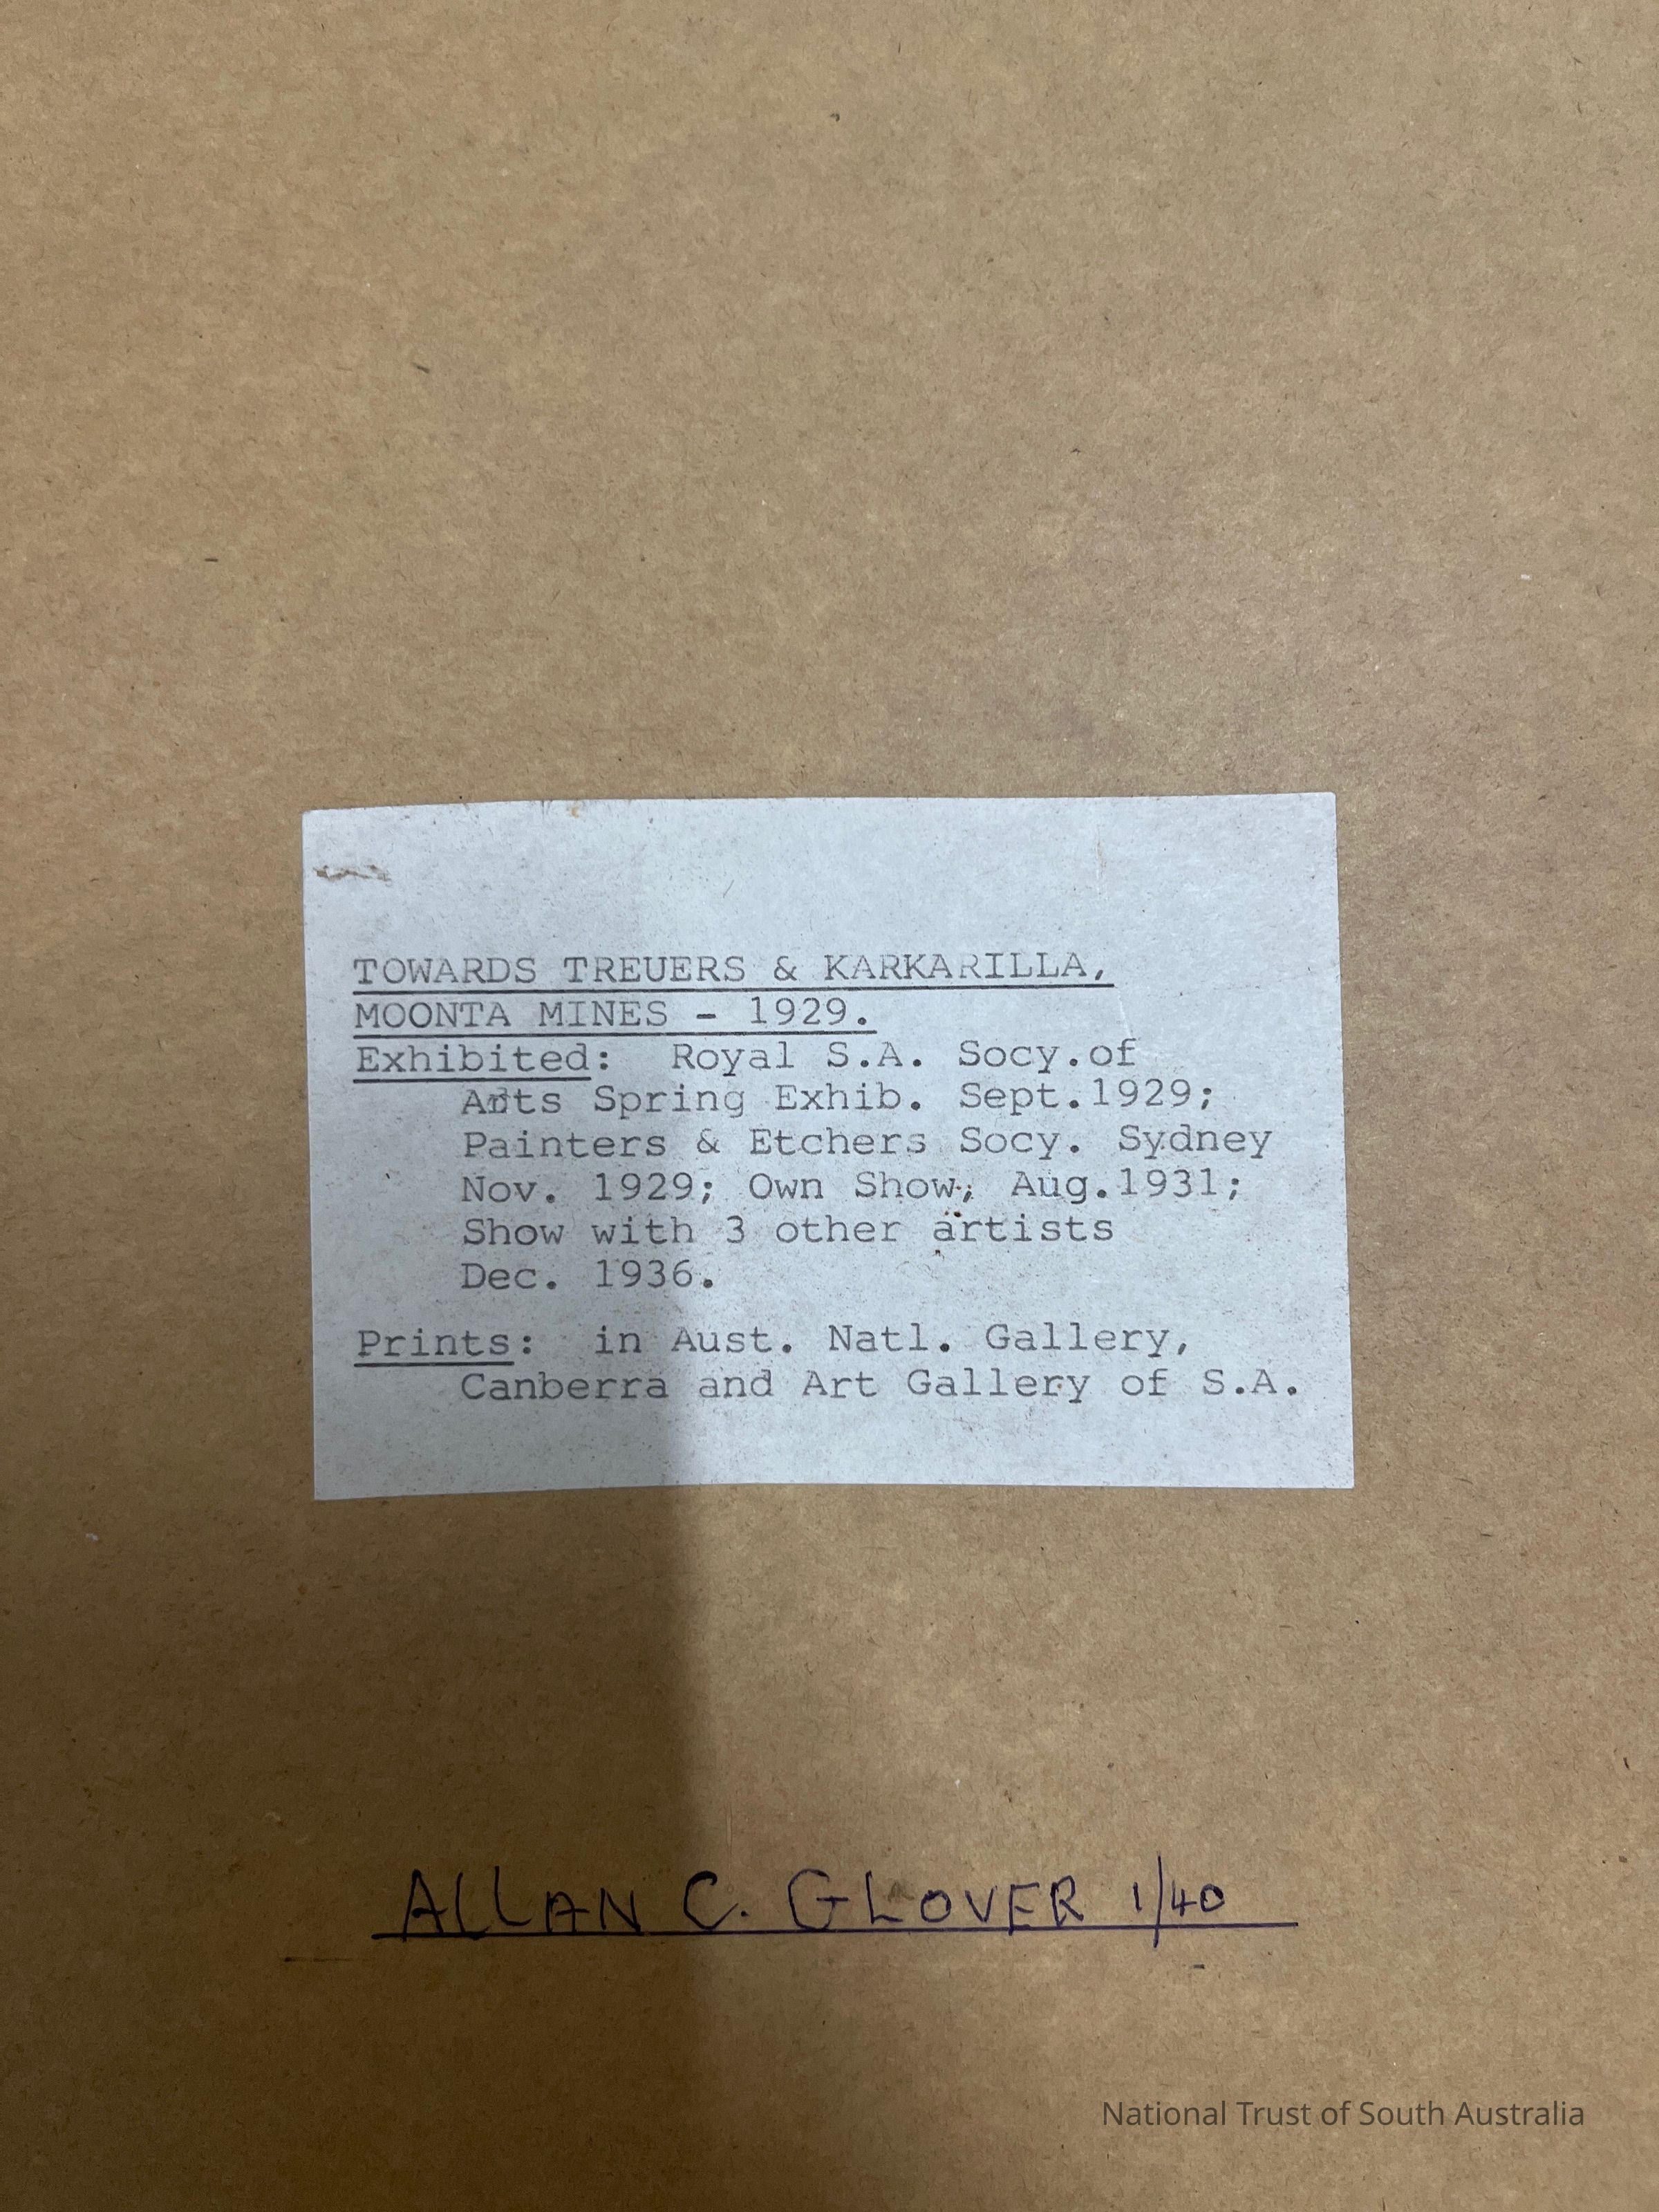 TOWARDS TREUERS & KARKARILLA,
MOONTA MINES - 1929.
Exhibited: Royal S.A. Socy.of
Arts Spring Exhib. Sept.1929;
Painters & Etchers Socy. Sydney
Nov. 1929; Own Show, Aug.1931;
Show with 3 other artists
Dec. 1936.
Prints: in Aust. Natl. Gallery,
Canberra and Art Gallery of S.A.
ALLAN C. GLOVER 1/40
National Trust of South Australia